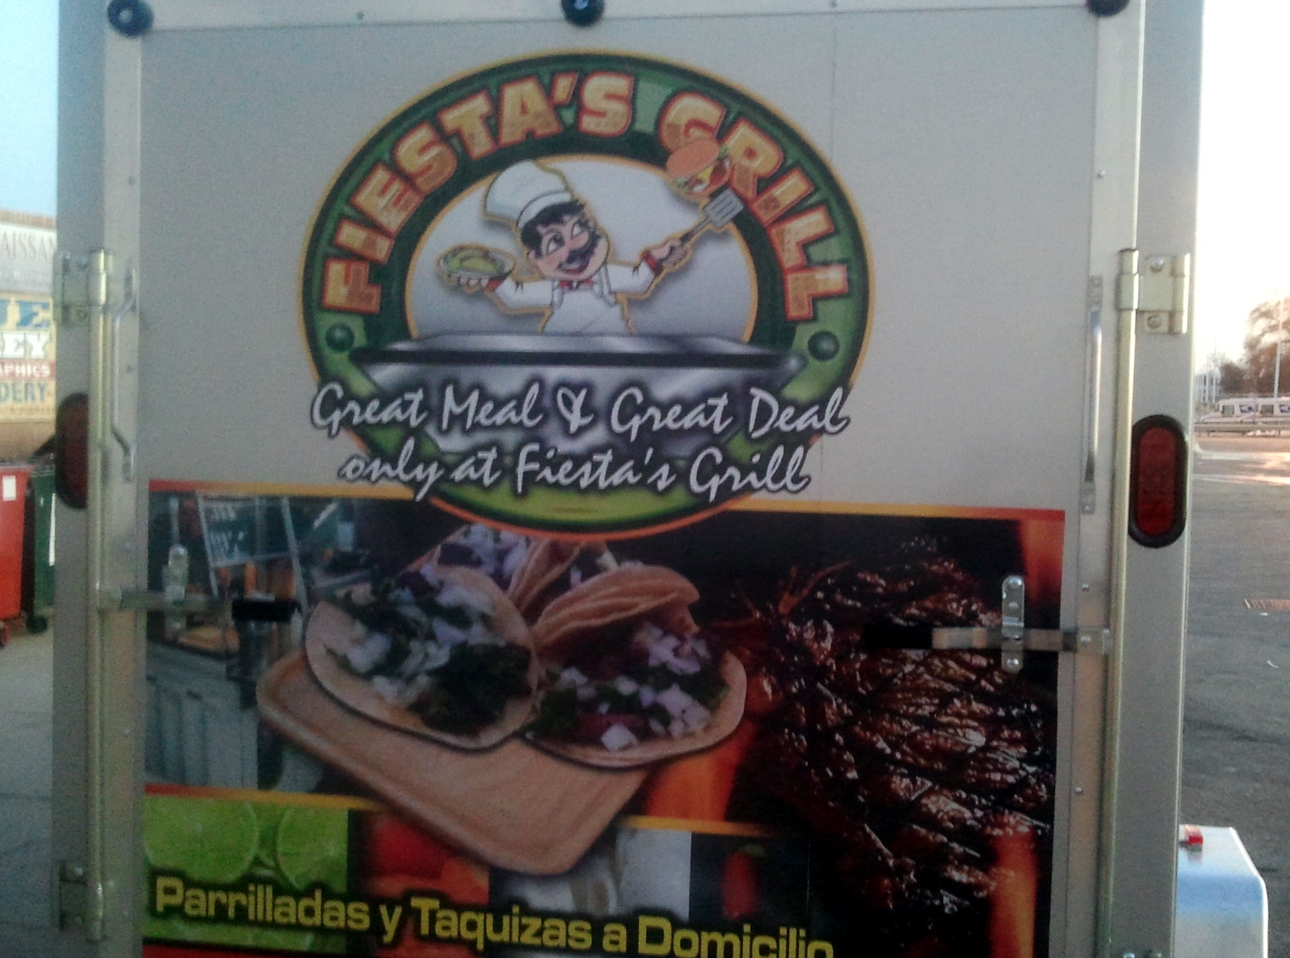 FIESTA'S GRILL
Great Meal & Great Deal
only at Fiesta's Grill
Parrilladas y Taquizas a Domicilio